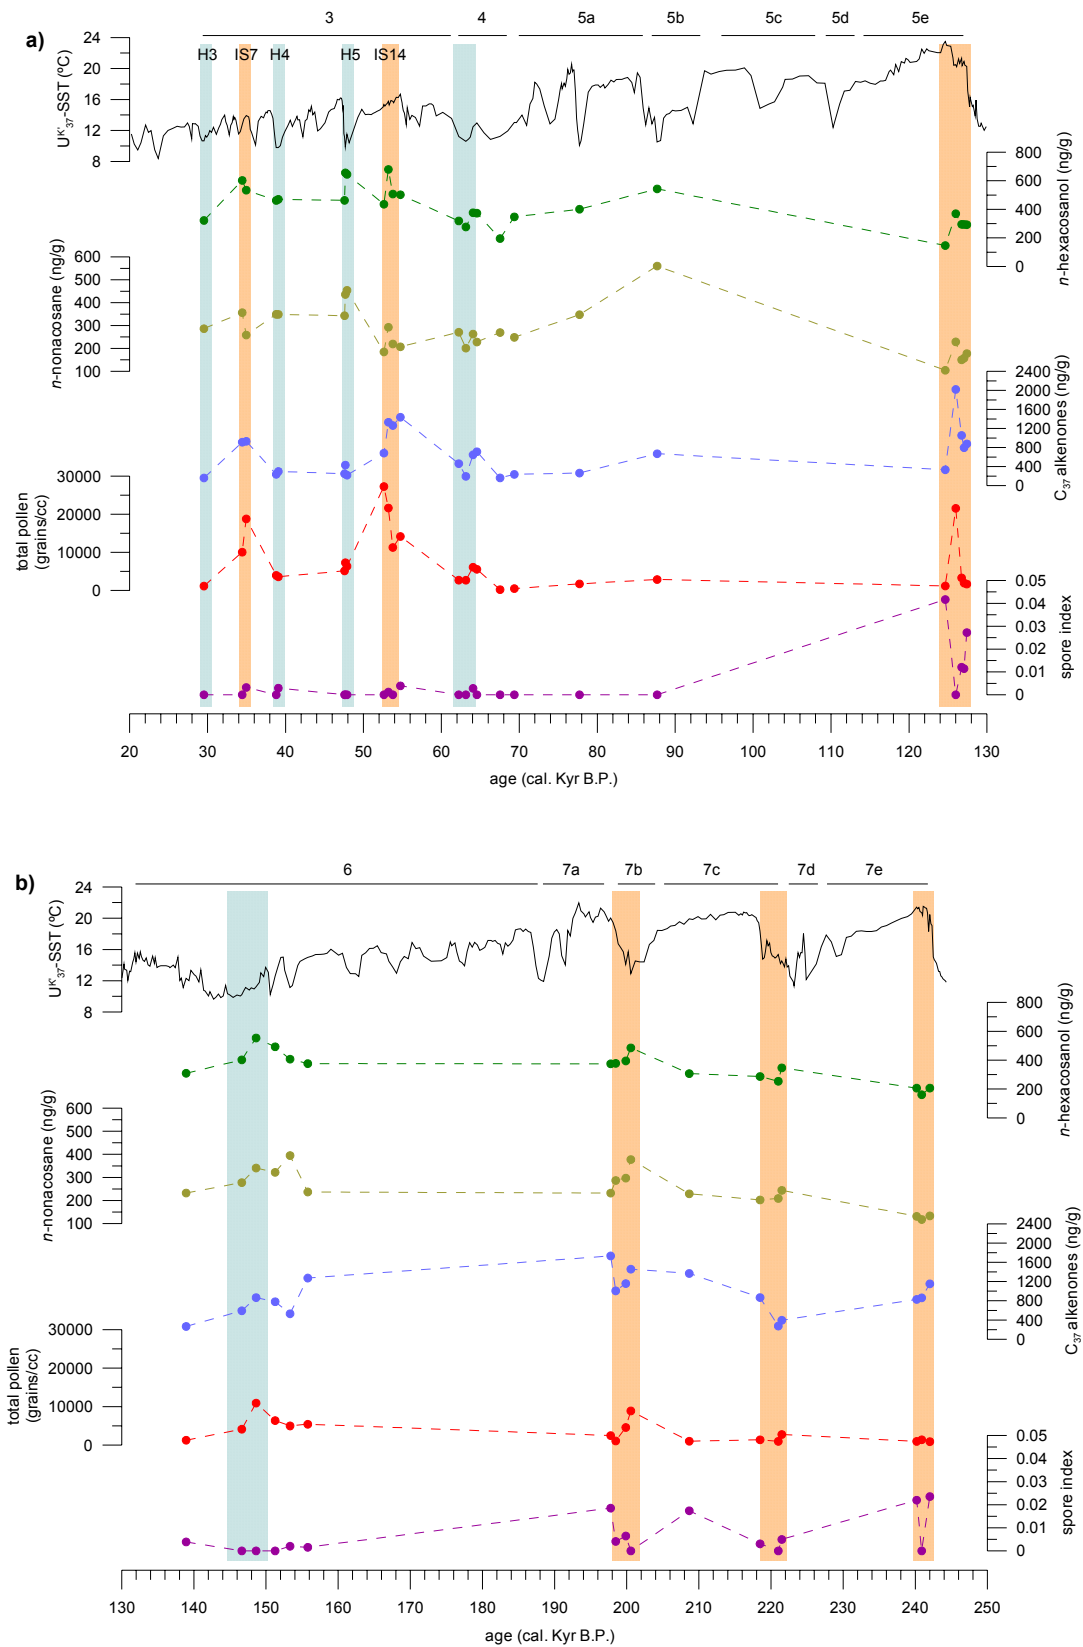 3 4 5a 5b 5c 5d 5e
a)
H3 IS7 H4 H5 IS14
24
20
16
12
8
U^K'_37-SST (ºC)
800
600
400
200
0
n-hexacosanol (ng/g)
600
500
400
300
200
100
n-nonacosane (ng/g)
2400
2000
1600
1200
800
400
0
C37 alkenones (ng/g)
30000
20000
10000
0
total pollen
(grains/cc)
0.05
0.04
0.03
0.02
0.01
0
spore index
20 30 40 50 60 70 80 90 100 110 120 130
age (cal. Kyr B.P.)
6 7a 7b 7c 7d 7e
b)
24
20
16
12
8
U^K'_37-SST (ºC)
800
600
400
200
0
n-hexacosanol (ng/g)
600
500
400
300
200
100
n-nonacosane (ng/g)
2400
2000
1600
1200
800
400
0
C37 alkenones (ng/g)
30000
20000
10000
0
total pollen
(grains/cc)
0.05
0.04
0.03
0.02
0.01
0
spore index
130 140 150 160 170 180 190 200 210 220 230 240 250
age (cal. Kyr B.P.)